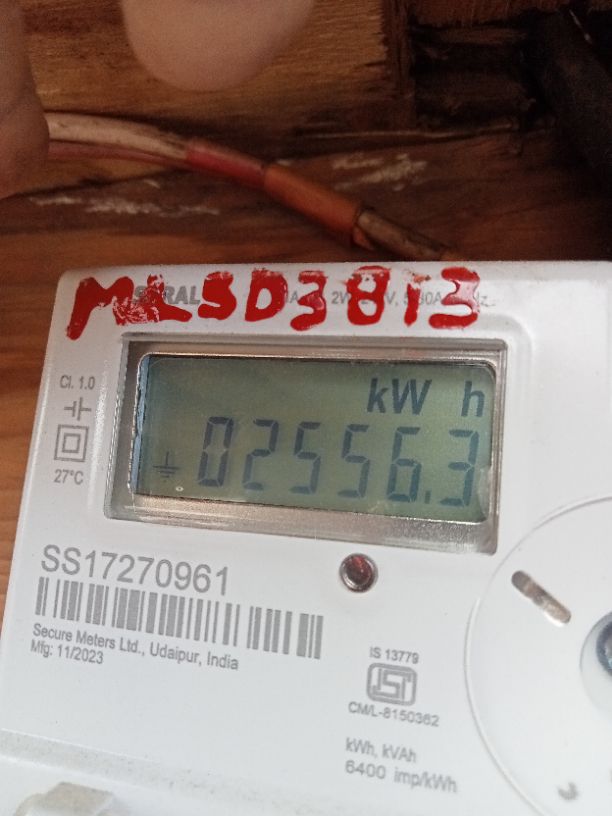 MLSD3813
kW h
02556.3
Cl. 1.0
27°C
SS17270961
Secure Meters Ltd., Udaipur, India
Mfg: 11/2023
IS 13779
CM/L-8150362
kWh, kVAh
6400 imp/kWh